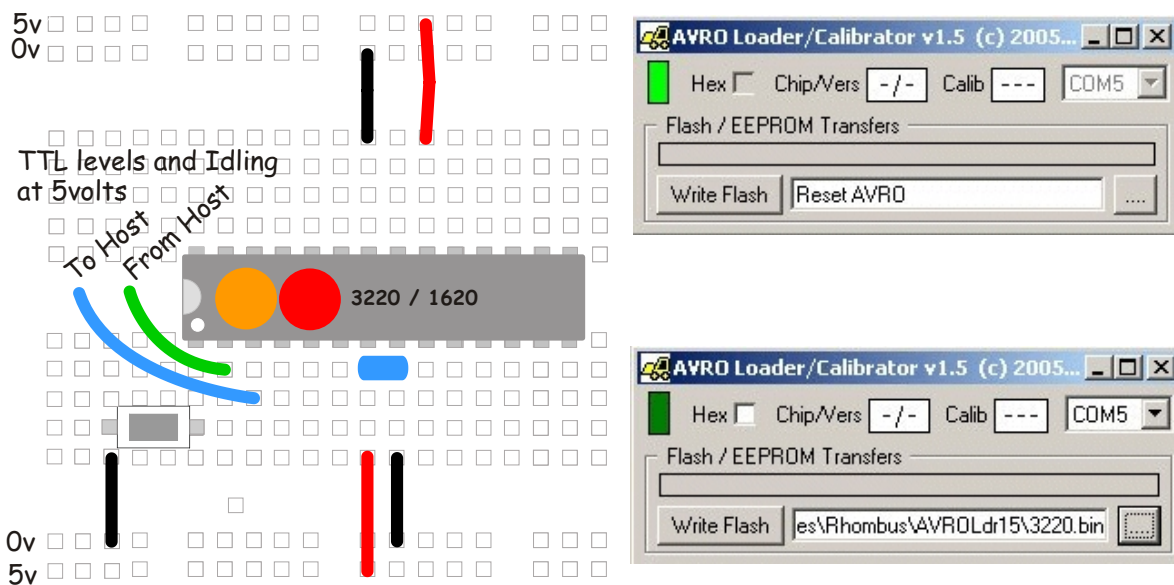 5v
0v
TTL levels and Idling
at 5volts
To Host
From Host
3220 / 1620
0v
5v
AVRO Loader/Calibrator v1.5 (c) 2005...
Hex Chip/Vers -/- Calib --- COM5
Flash / EEPROM Transfers
Write Flash Reset AVRO ....
AVRO Loader/Calibrator v1.5 (c) 2005...
Hex Chip/Vers -/- Calib --- COM5
Flash / EEPROM Transfers
Write Flash es\Rhombus\AVROLdr15\3220.bin ....